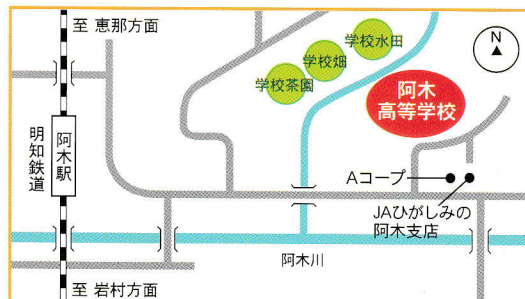 至 恵那方面
学校水田
学校畑
学校茶園
N
阿木
高等学校
明知鉄道
阿木駅
Aコープ
JAひがしみの
阿木支店
阿木川
至 岩村方面